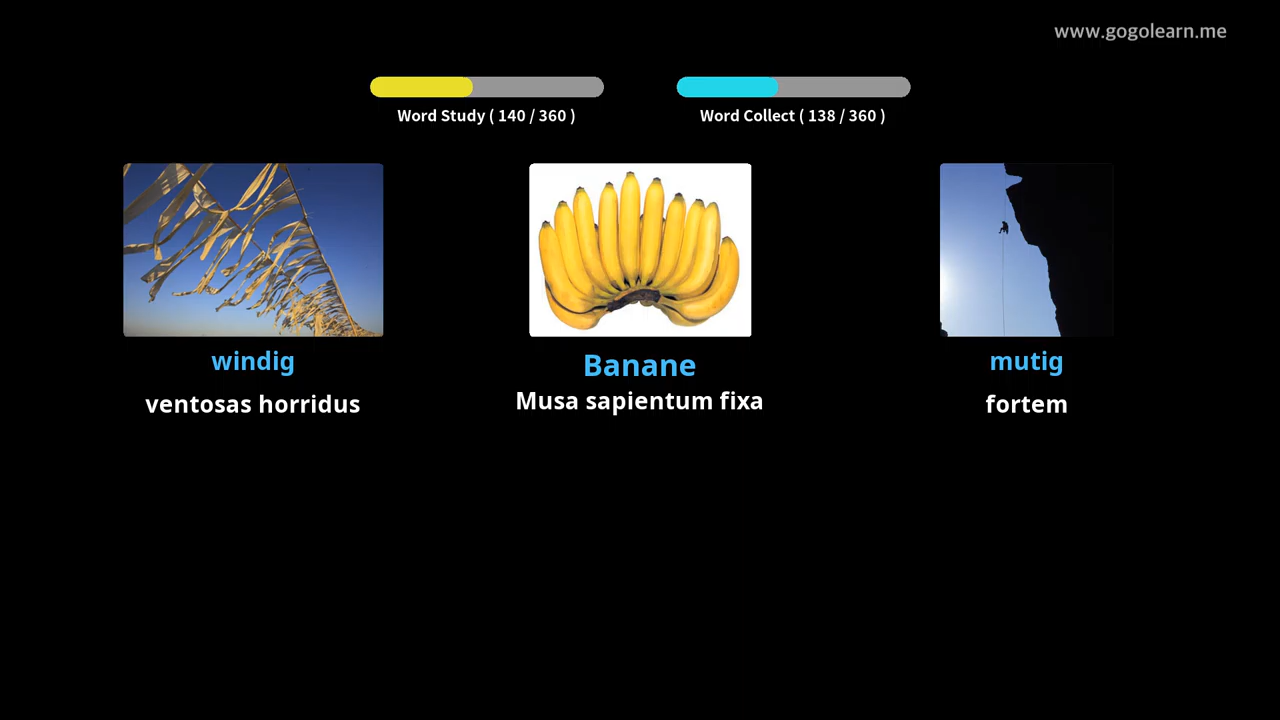 www.gogolearn.me
Word Study ( 140 / 360 )
Word Collect ( 138 / 360 )
windig
ventosas horridus
Banane
Musa sapientum fixa
mutig
fortem